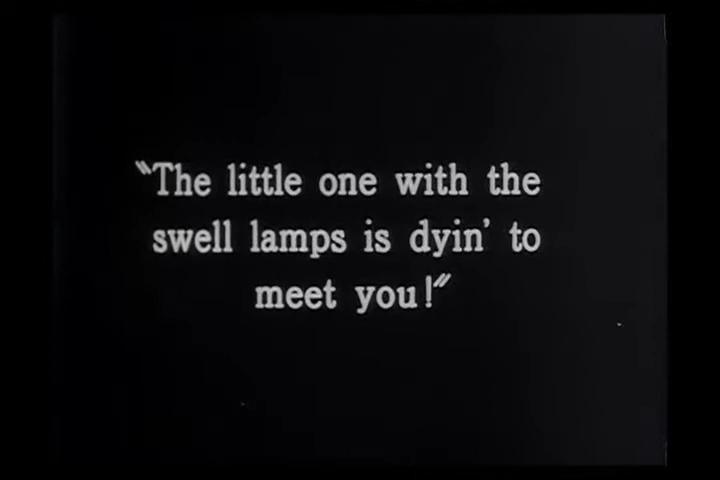 "The little one with the
swell lamps is dyin' to
meet you!"